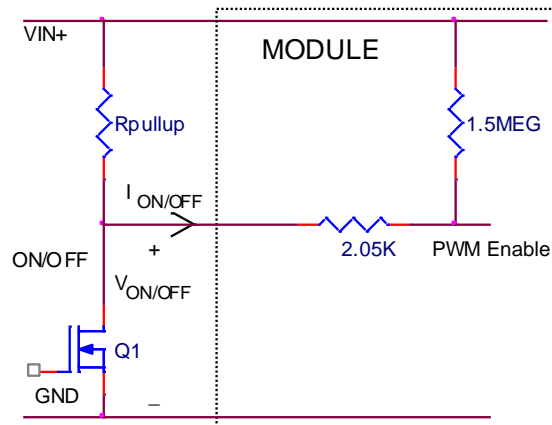 VIN+
MODULE
Rpullup
1.5MEG
I ON/OFF
+
2.05K
PWM Enable
ON/OFF
V ON/OFF
Q1
GND
_